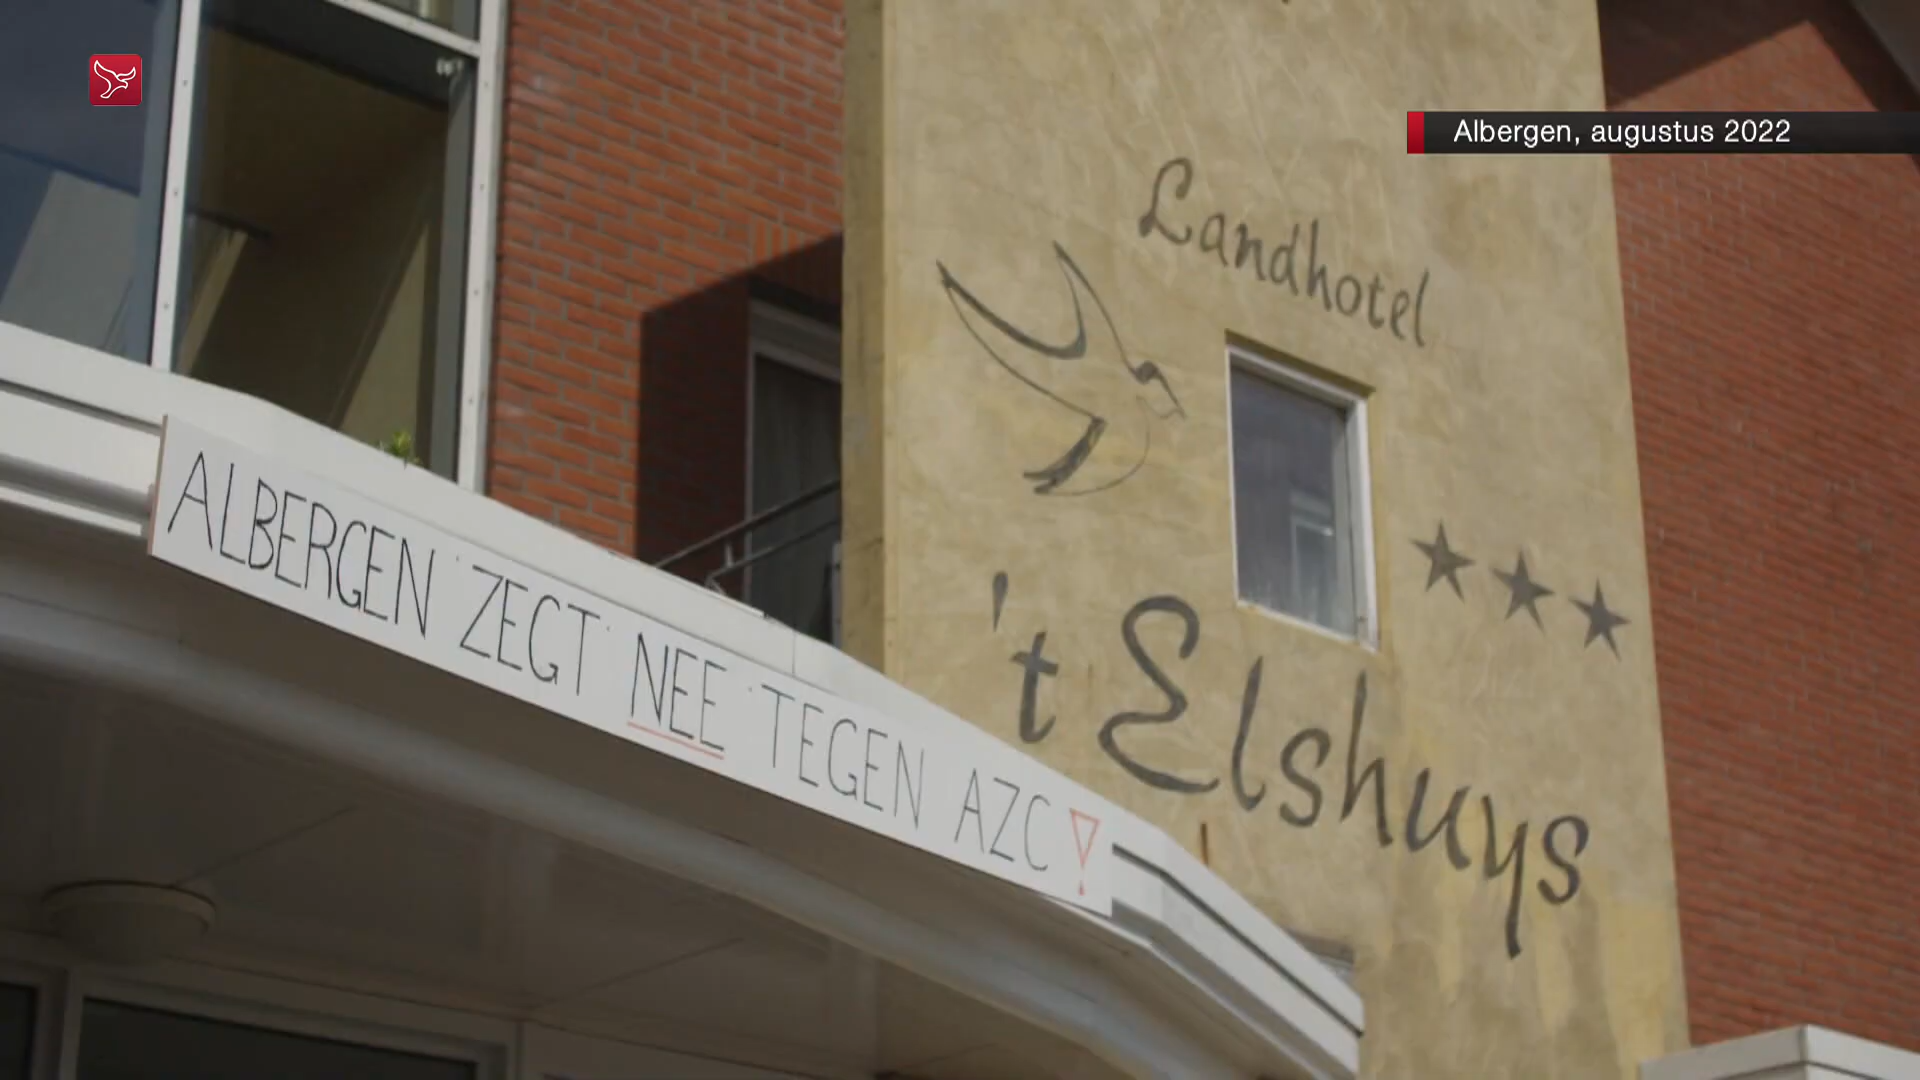 Albergen, augustus 2022
Landhotel
't Elshuys
ALBERGEN ZEGT NEE TEGEN AZC!